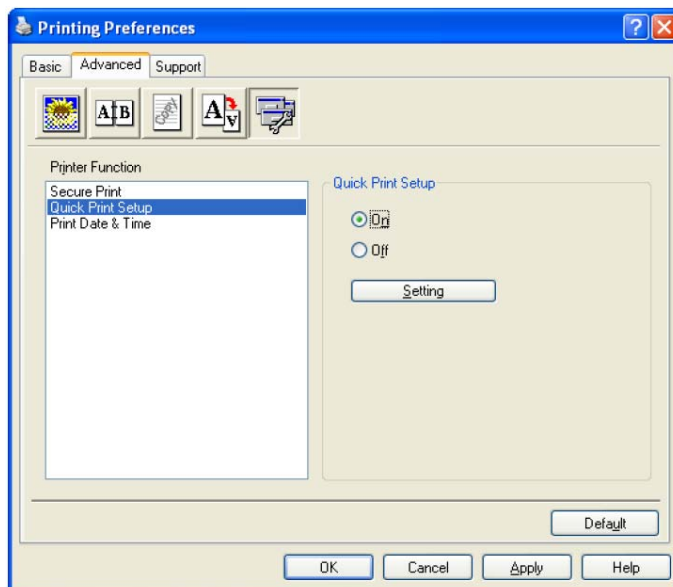 Printing Preferences
Basic Advanced Support
A B Copy A A
Printer Function
Secure Print
Quick Print Setup
Print Date & Time
Quick Print Setup
On
Off
Setting
Default
OK Cancel Apply Help